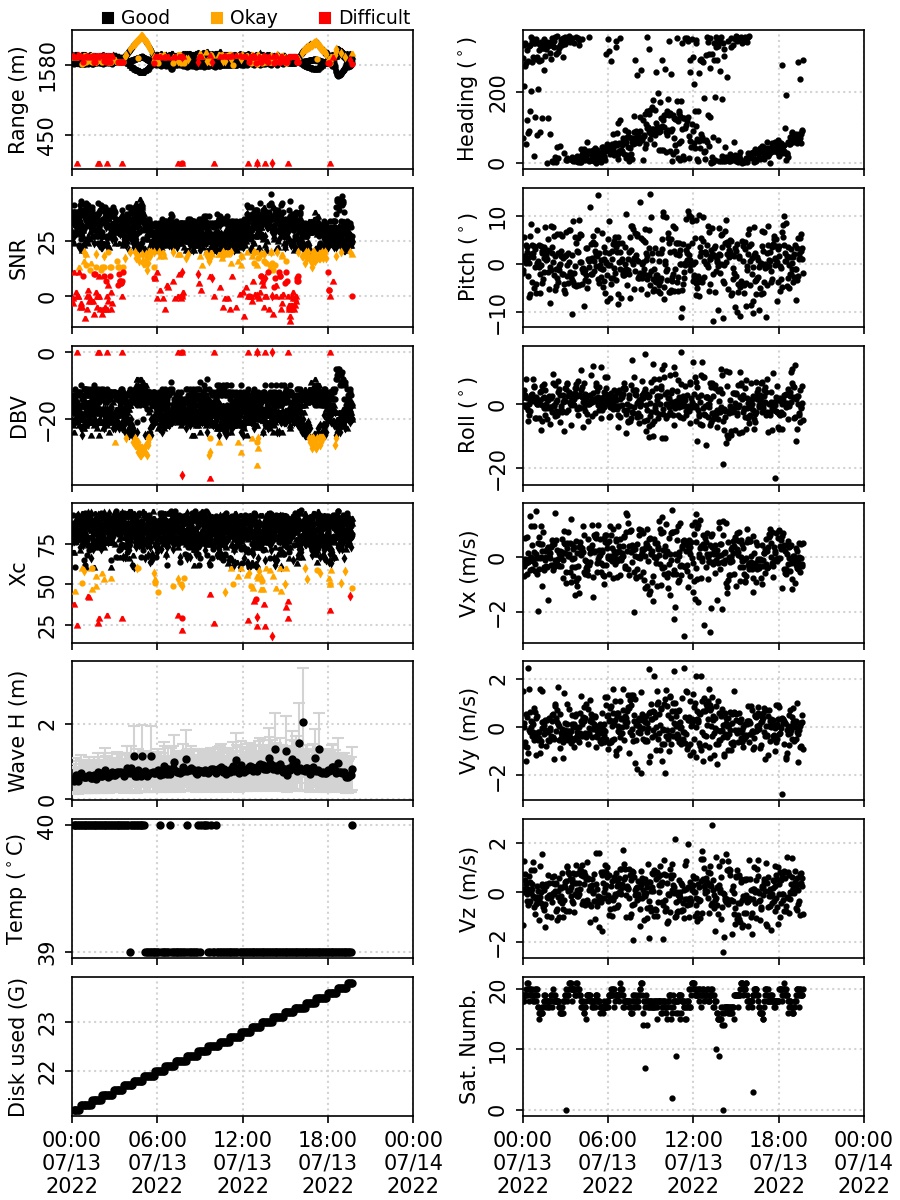 Good Okay Difficult
Range (m)
1580
450
Heading (°)
200
0
SNR
25
0
Pitch (°)
10
0
−10
DBV
0
−20
Roll (°)
0
−20
Xc
75
50
25
Vx (m/s)
0
−2
Wave H (m)
2
0
Vy (m/s)
2
0
−2
Temp (°C)
40
39
Vz (m/s)
2
0
−2
Disk used (G)
23
22
Sat. Numb.
20
10
0
00:00 06:00 12:00 18:00 00:00
07/13 07/13 07/13 07/13 07/14
2022 2022 2022 2022 2022
00:00 06:00 12:00 18:00 00:00
07/13 07/13 07/13 07/13 07/14
2022 2022 2022 2022 2022